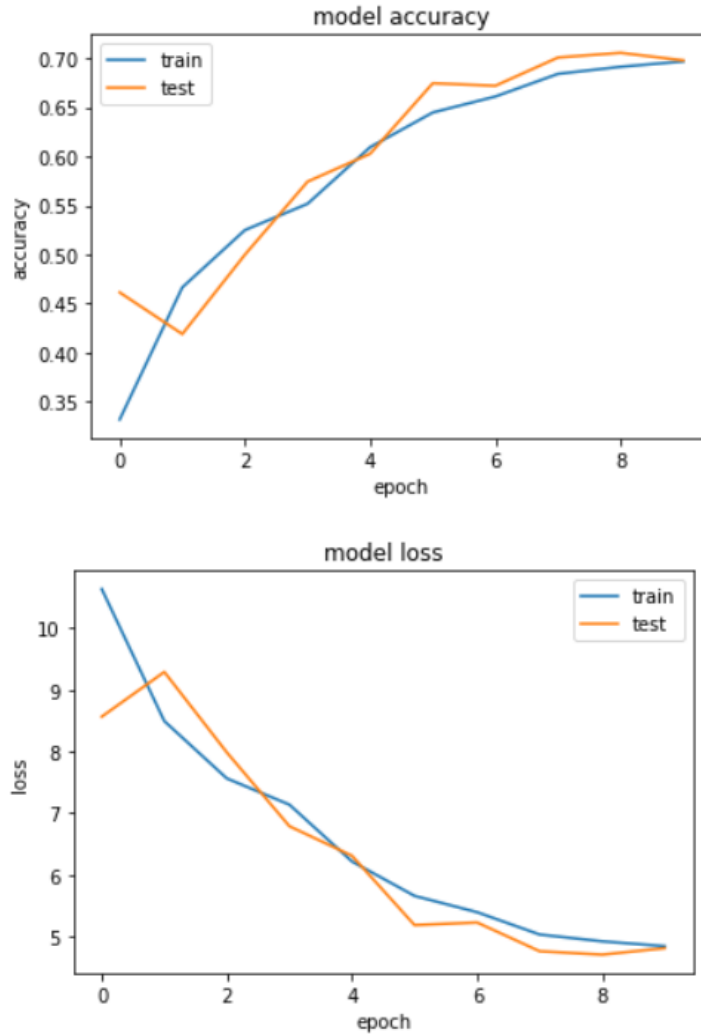 model accuracy
train
test
0.70
0.65
0.60
0.55
0.50
0.45
0.40
0.35
accuracy
0 2 4 6 8
epoch
model loss
train
test
10
9
8
7
6
5
loss
0 2 4 6 8
epoch